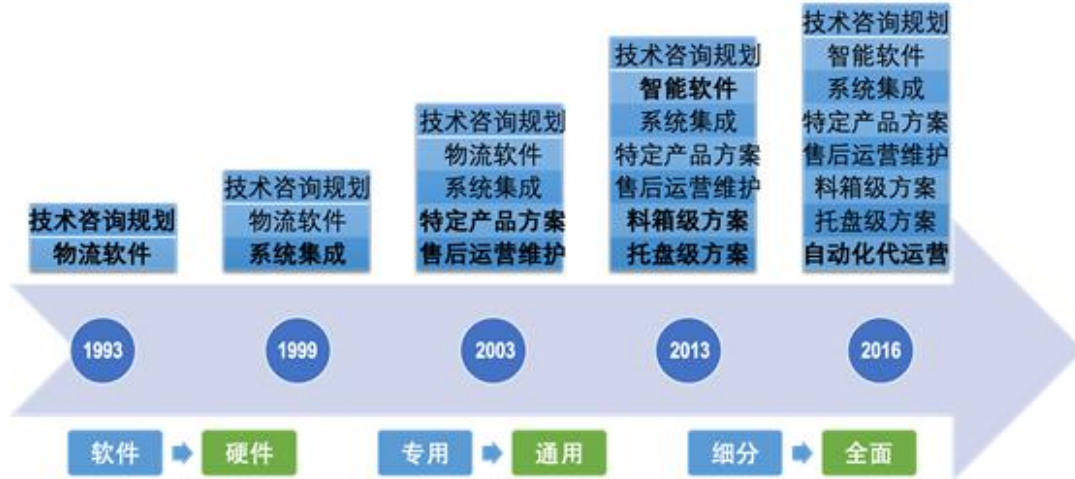 技术咨询规划
物流软件
技术咨询规划
物流软件
系统集成
技术咨询规划
物流软件
系统集成
特定产品方案
售后运营维护
技术咨询规划
智能软件
系统集成
特定产品方案
售后运营维护
料箱级方案
托盘级方案
技术咨询规划
智能软件
系统集成
特定产品方案
售后运营维护
料箱级方案
托盘级方案
自动化代运营
1993
1999
2003
2013
2016
软件
硬件
专用
通用
细分
全面